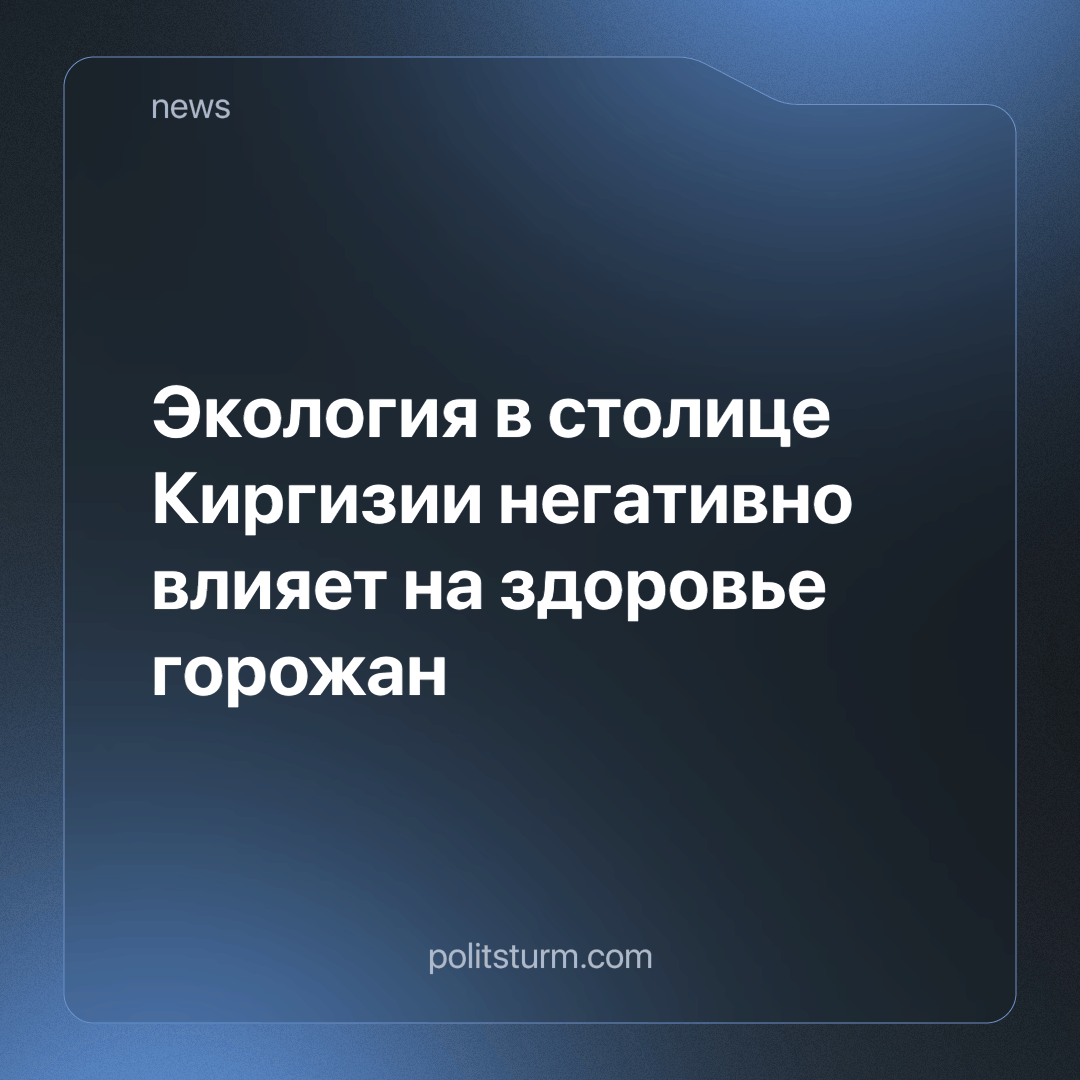 news
Экология в столице
Киргизии негативно
влияет на здоровье
горожан
politsturm.com